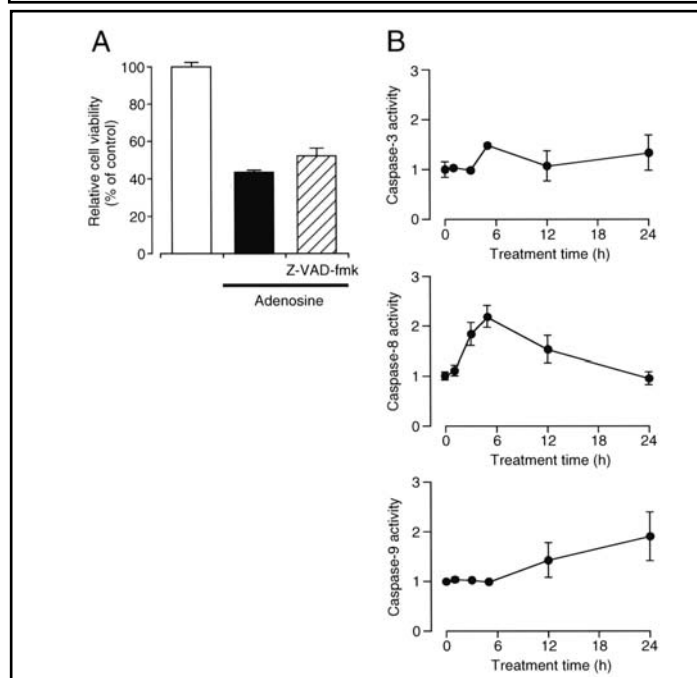 A
Relative cell viability
(% of control)
100
80
60
40
20
0
Z-VAD-fmk
Adenosine
B
Caspase-3 activity
3
2
1
0
0 6 12 18 24
Treatment time (h)
Caspase-8 activity
3
2
1
0
0 6 12 18 24
Treatment time (h)
Caspase-9 activity
3
2
1
0
0 6 12 18 24
Treatment time (h)